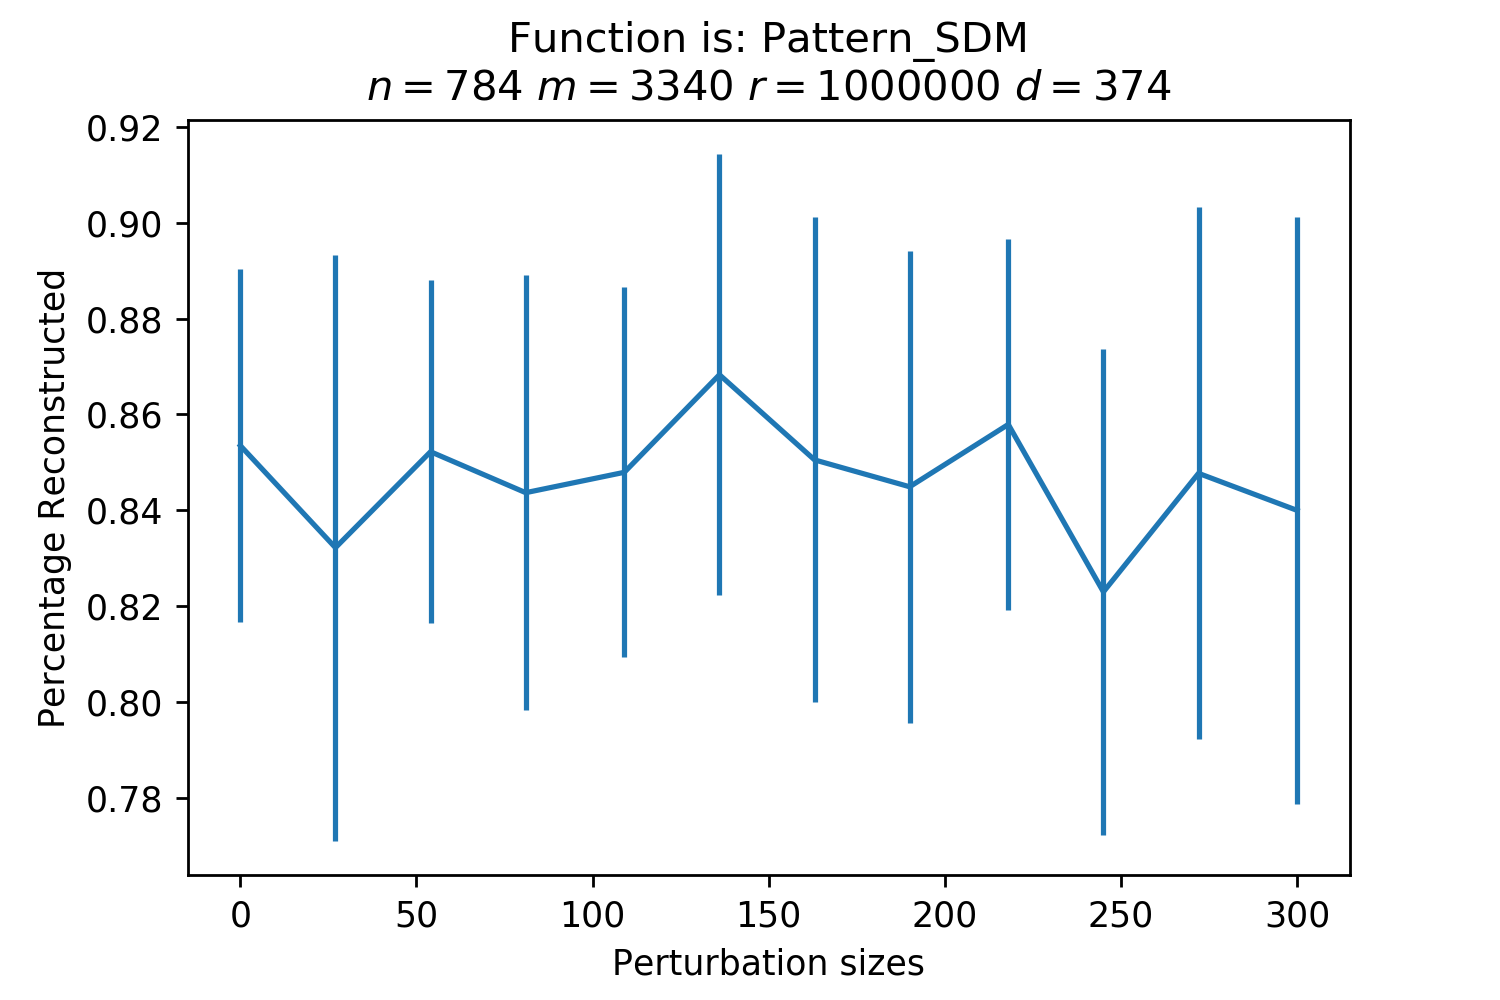 Function is: Pattern_SDM
n = 784 m = 3340 r = 1000000 d = 374
0.92
0.90
0.88
0.86
0.84
0.82
0.80
0.78
Percentage Reconstructed
0 50 100 150 200 250 300
Perturbation sizes